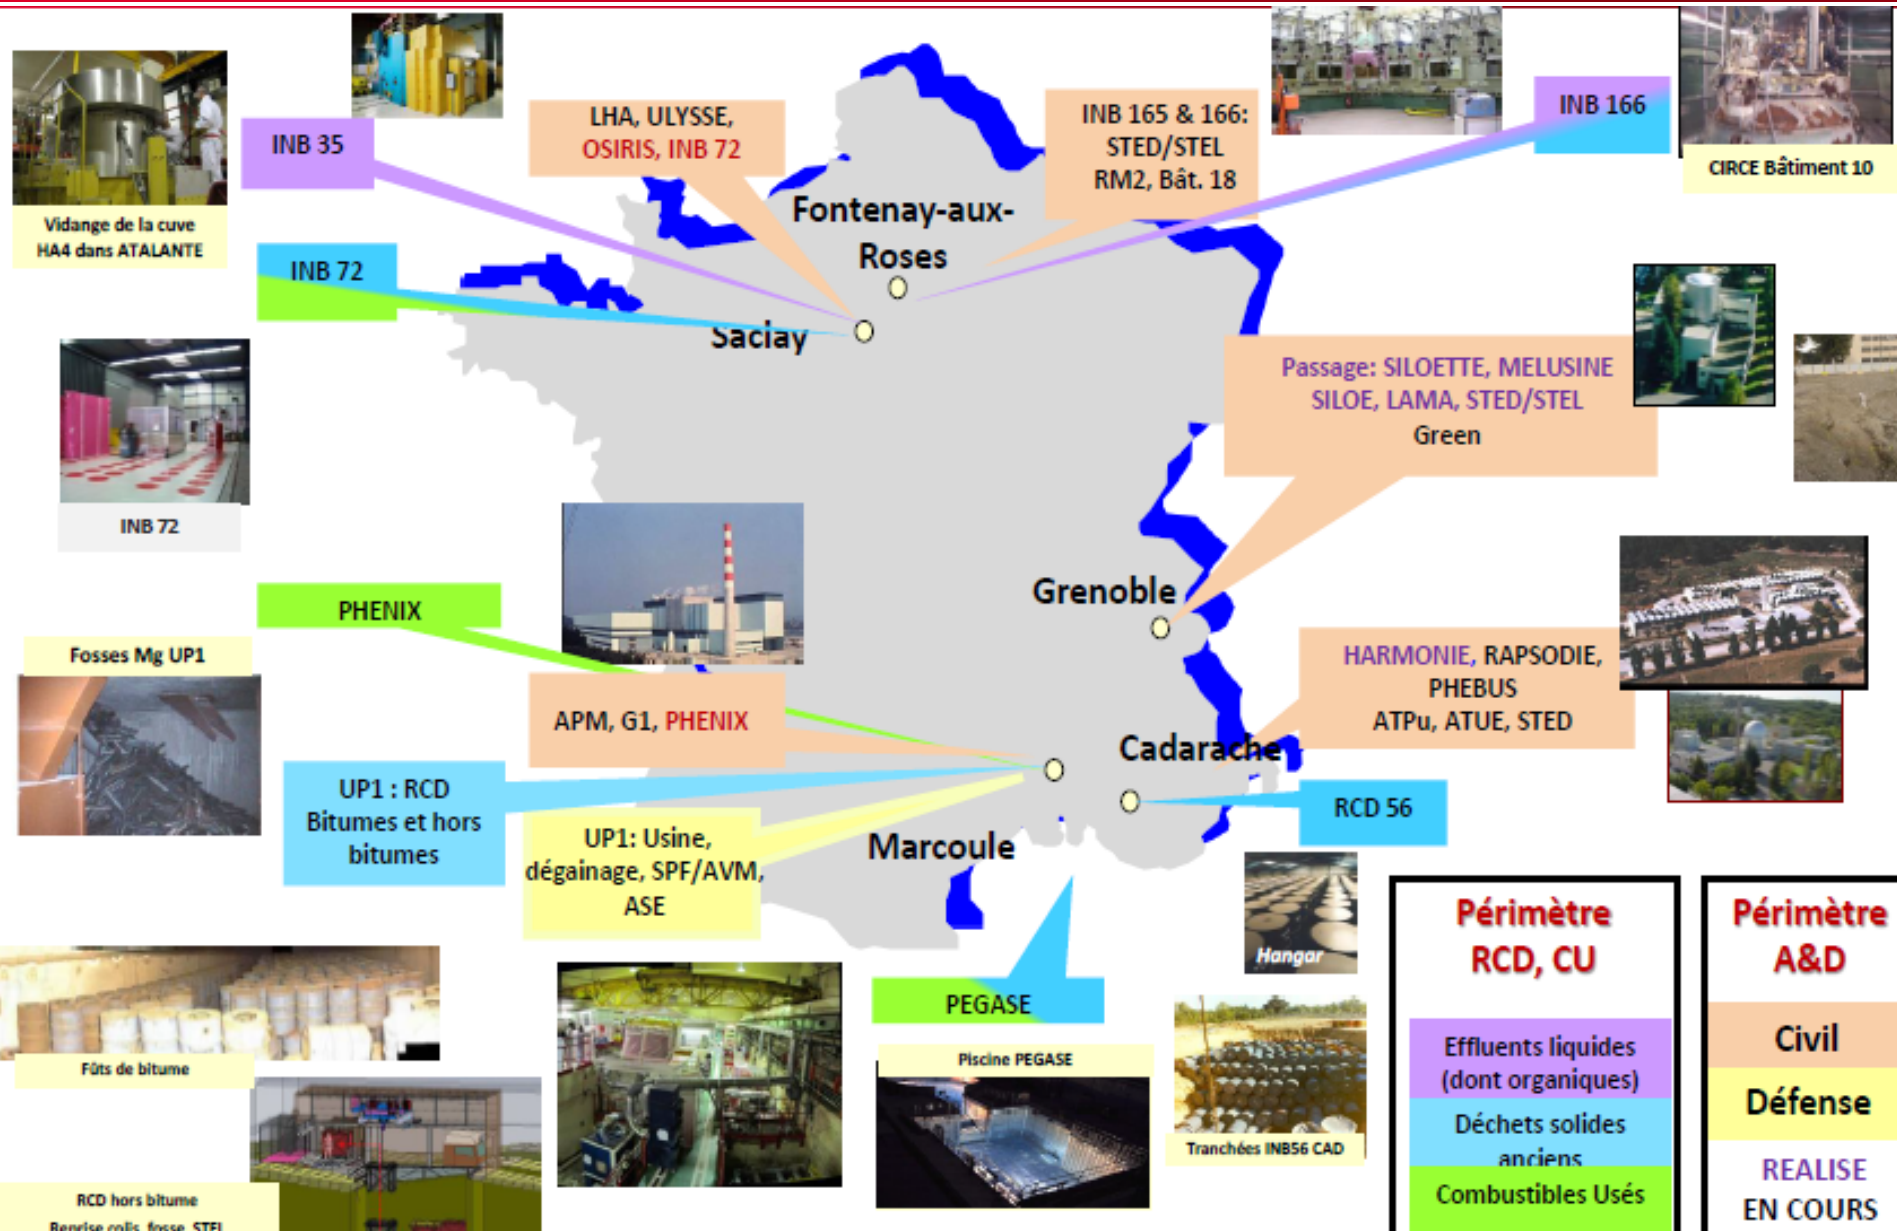 INB 35
LHA, ULYSSE,
OSIRIS, INB 72
INB 165 & 166:
STED/STEL
RM2, Bât. 18
INB 166
CIRCE Bâtiment 10
Vidange de la cuve
HA4 dans ATALANTE
Fontenay-aux-
Roses
INB 72
Saclay
Passage: SILOETTE, MELUSINE
SILOE, LAMA, STED/STEL
Green
INB 72
Grenoble
PHENIX
Fosses Mg UP1
HARMONIE, RAPSODIE,
PHEBUS
ATPu, ATUE, STED
APM, G1, PHENIX
Cadarache
UP1 : RCD
Bitumes et hors
bitumes
RCD 56
UP1: Usine,
dégainage, SPF/AVM,
ASE
Marcoule
Hangar
PEGASE
Piscine PEGASE
Tranchées INB56 CAD
Fûts de bitume
RCD hors bitume
Reprise colis, fosse, STEL
Périmètre
RCD, CU
Effluents liquides
(dont organiques)
Déchets solides
anciens
Combustibles Usés
Périmètre
A&D
Civil
Défense
REALISE
EN COURS